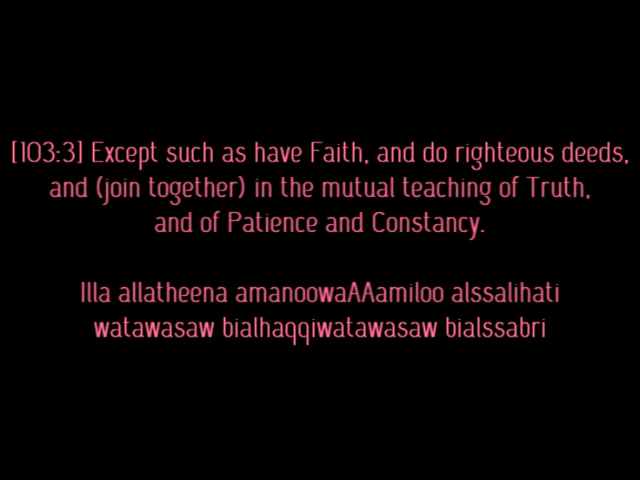 [103:3] Except such as have Faith, and do righteous deeds,
and (join together) in the mutual teaching of Truth,
and of Patience and Constancy.
Illa allatheena amanoowaAAamiloo alssalihati
watawasaw bialhaqqiwatawasaw bialssabri